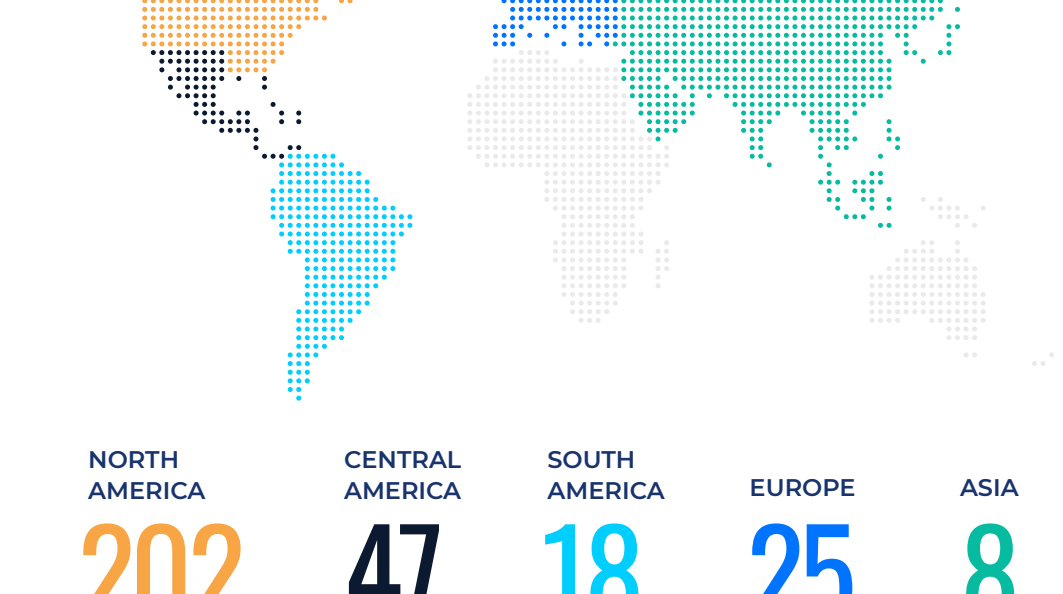 NORTH
AMERICA
202
CENTRAL
AMERICA
47
SOUTH
AMERICA
18
EUROPE
25
ASIA
8